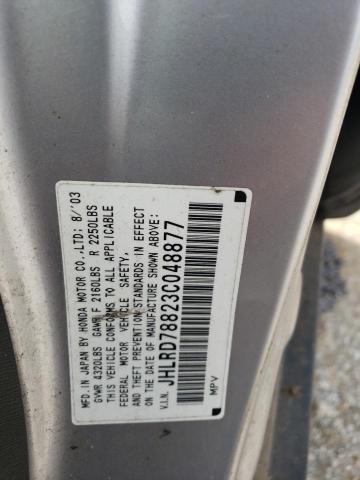 MFD.IN JAPAN BY HONDA MOTOR CO.,LTD; 8/'03
GVWR 4320LBS GAWR F 2160LBS R 2250LBS
THIS VEHICLE CONFORMS TO ALL APPLICABLE
FEDERAL MOTOR VEHICLE SAFETY,
AND THEFT PREVENTION STANDARDS IN EFFECT
ON THE DATE OF MANUFACTURE SHOWN ABOVE.
V.I.N. JHLRD78823C048877
MPV